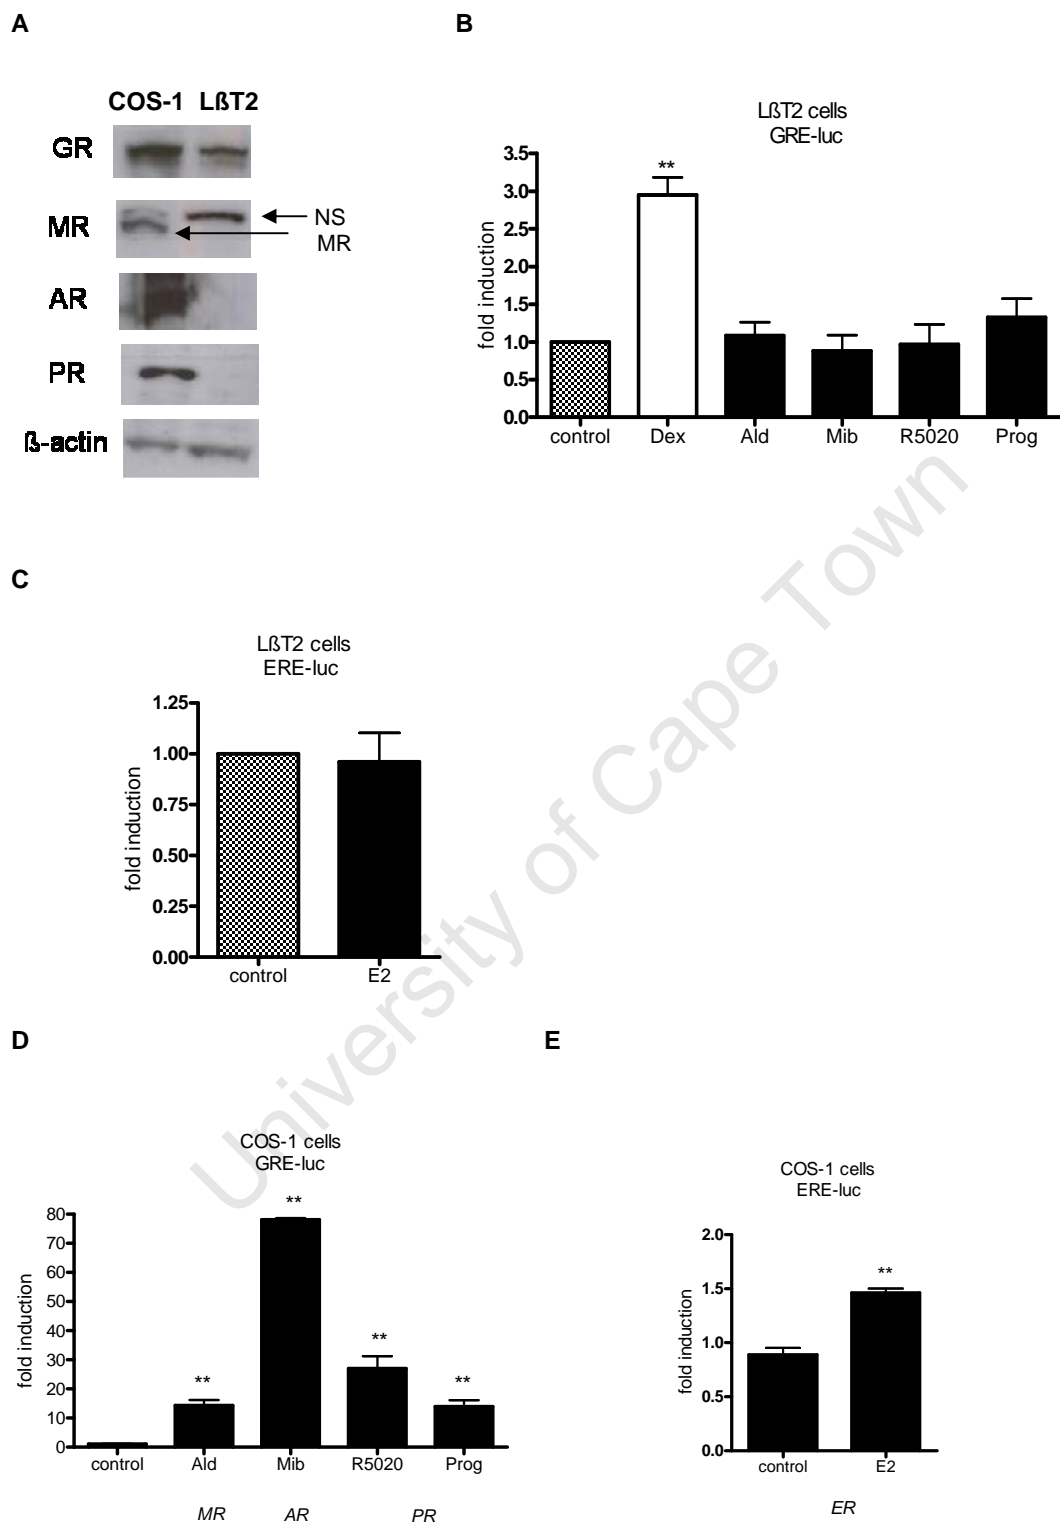 A
COS-1 LßT2
GR
MR
NS
MR
AR
PR
ß-actin
B
LßT2 cells
GRE-luc
fold induction
3.5
3.0
2.5
2.0
1.5
1.0
0.5
0.0
**
control Dex Ald Mib R5020 Prog
C
LßT2 cells
ERE-luc
fold induction
1.25
1.00
0.75
0.50
0.25
0.00
control E2
D
COS-1 cells
GRE-luc
fold induction
80
70
60
50
40
30
20
10
0
**
**
**
**
control Ald Mib R5020 Prog
MR AR PR
E
COS-1 cells
ERE-luc
fold induction
2.0
1.5
1.0
0.5
0.0
**
control E2
ER
University of Cape Town